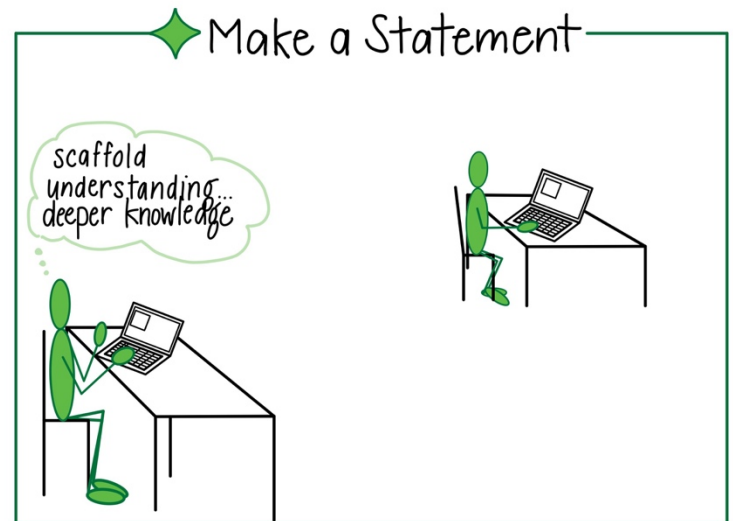 Make a Statement
scaffold
understanding...
deeper knowledge